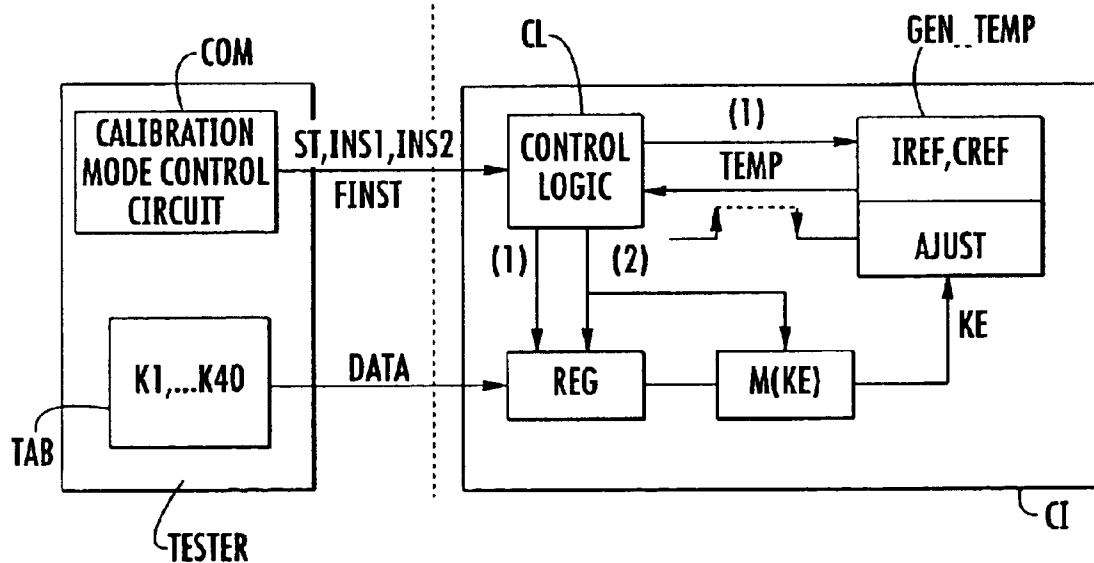 COM
CL
GEN_TEMP
CALIBRATION
MODE CONTROL
CIRCUIT
ST,INS1,INS2
FINST
CONTROL
LOGIC
(1)
TEMP
IREF,CREF
AJUST
(1)
(2)
KE
K1,...K40
DATA
REG
M(KE)
TAB
TESTER
CI